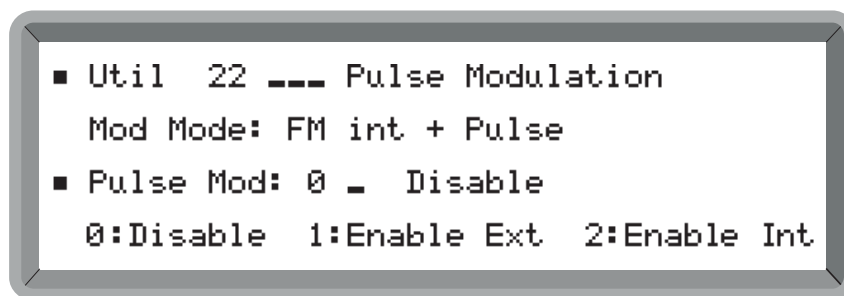 ▪ Util 22 ___ Pulse Modulation
Mod Mode: FM int + Pulse
▪ Pulse Mod: 0 _ Disable
0:Disable 1:Enable Ext 2:Enable Int